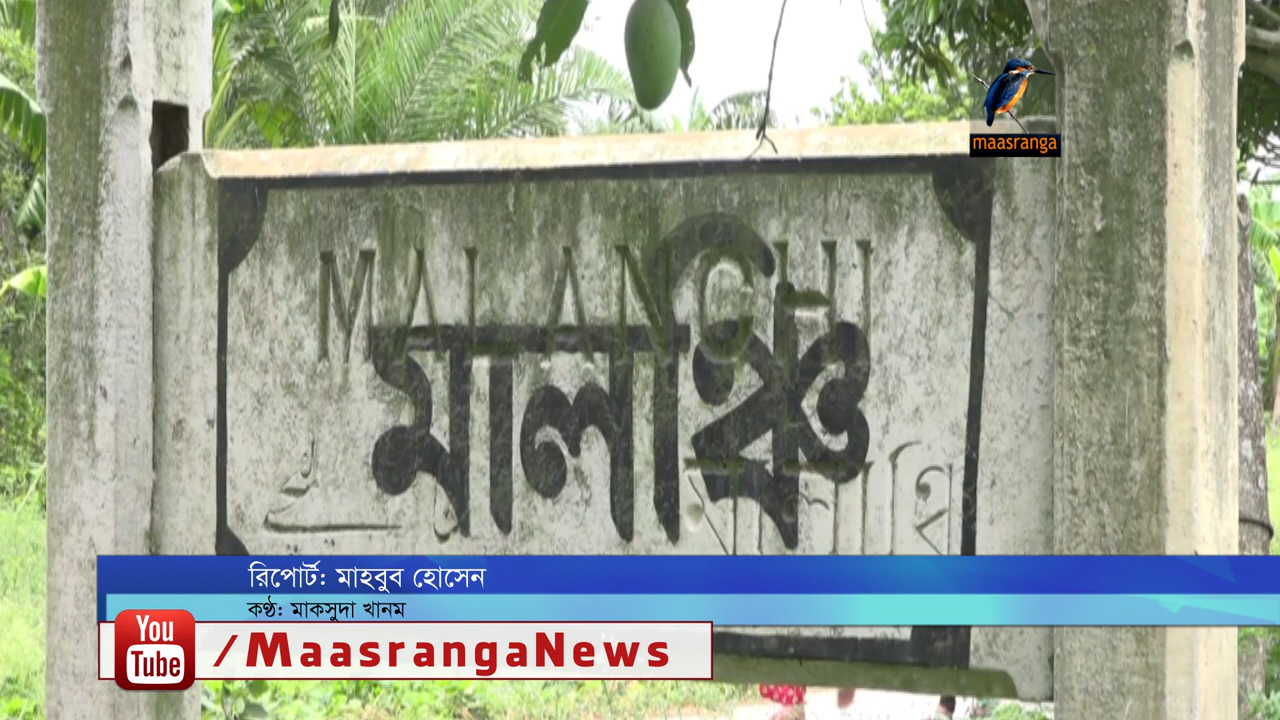 maasranga
MALANCHI
মালঞ্চি
রিপোর্ট: মাহবুব হোসেন
কণ্ঠ: মাকসুদা খানম
You Tube /MaasrangaNews